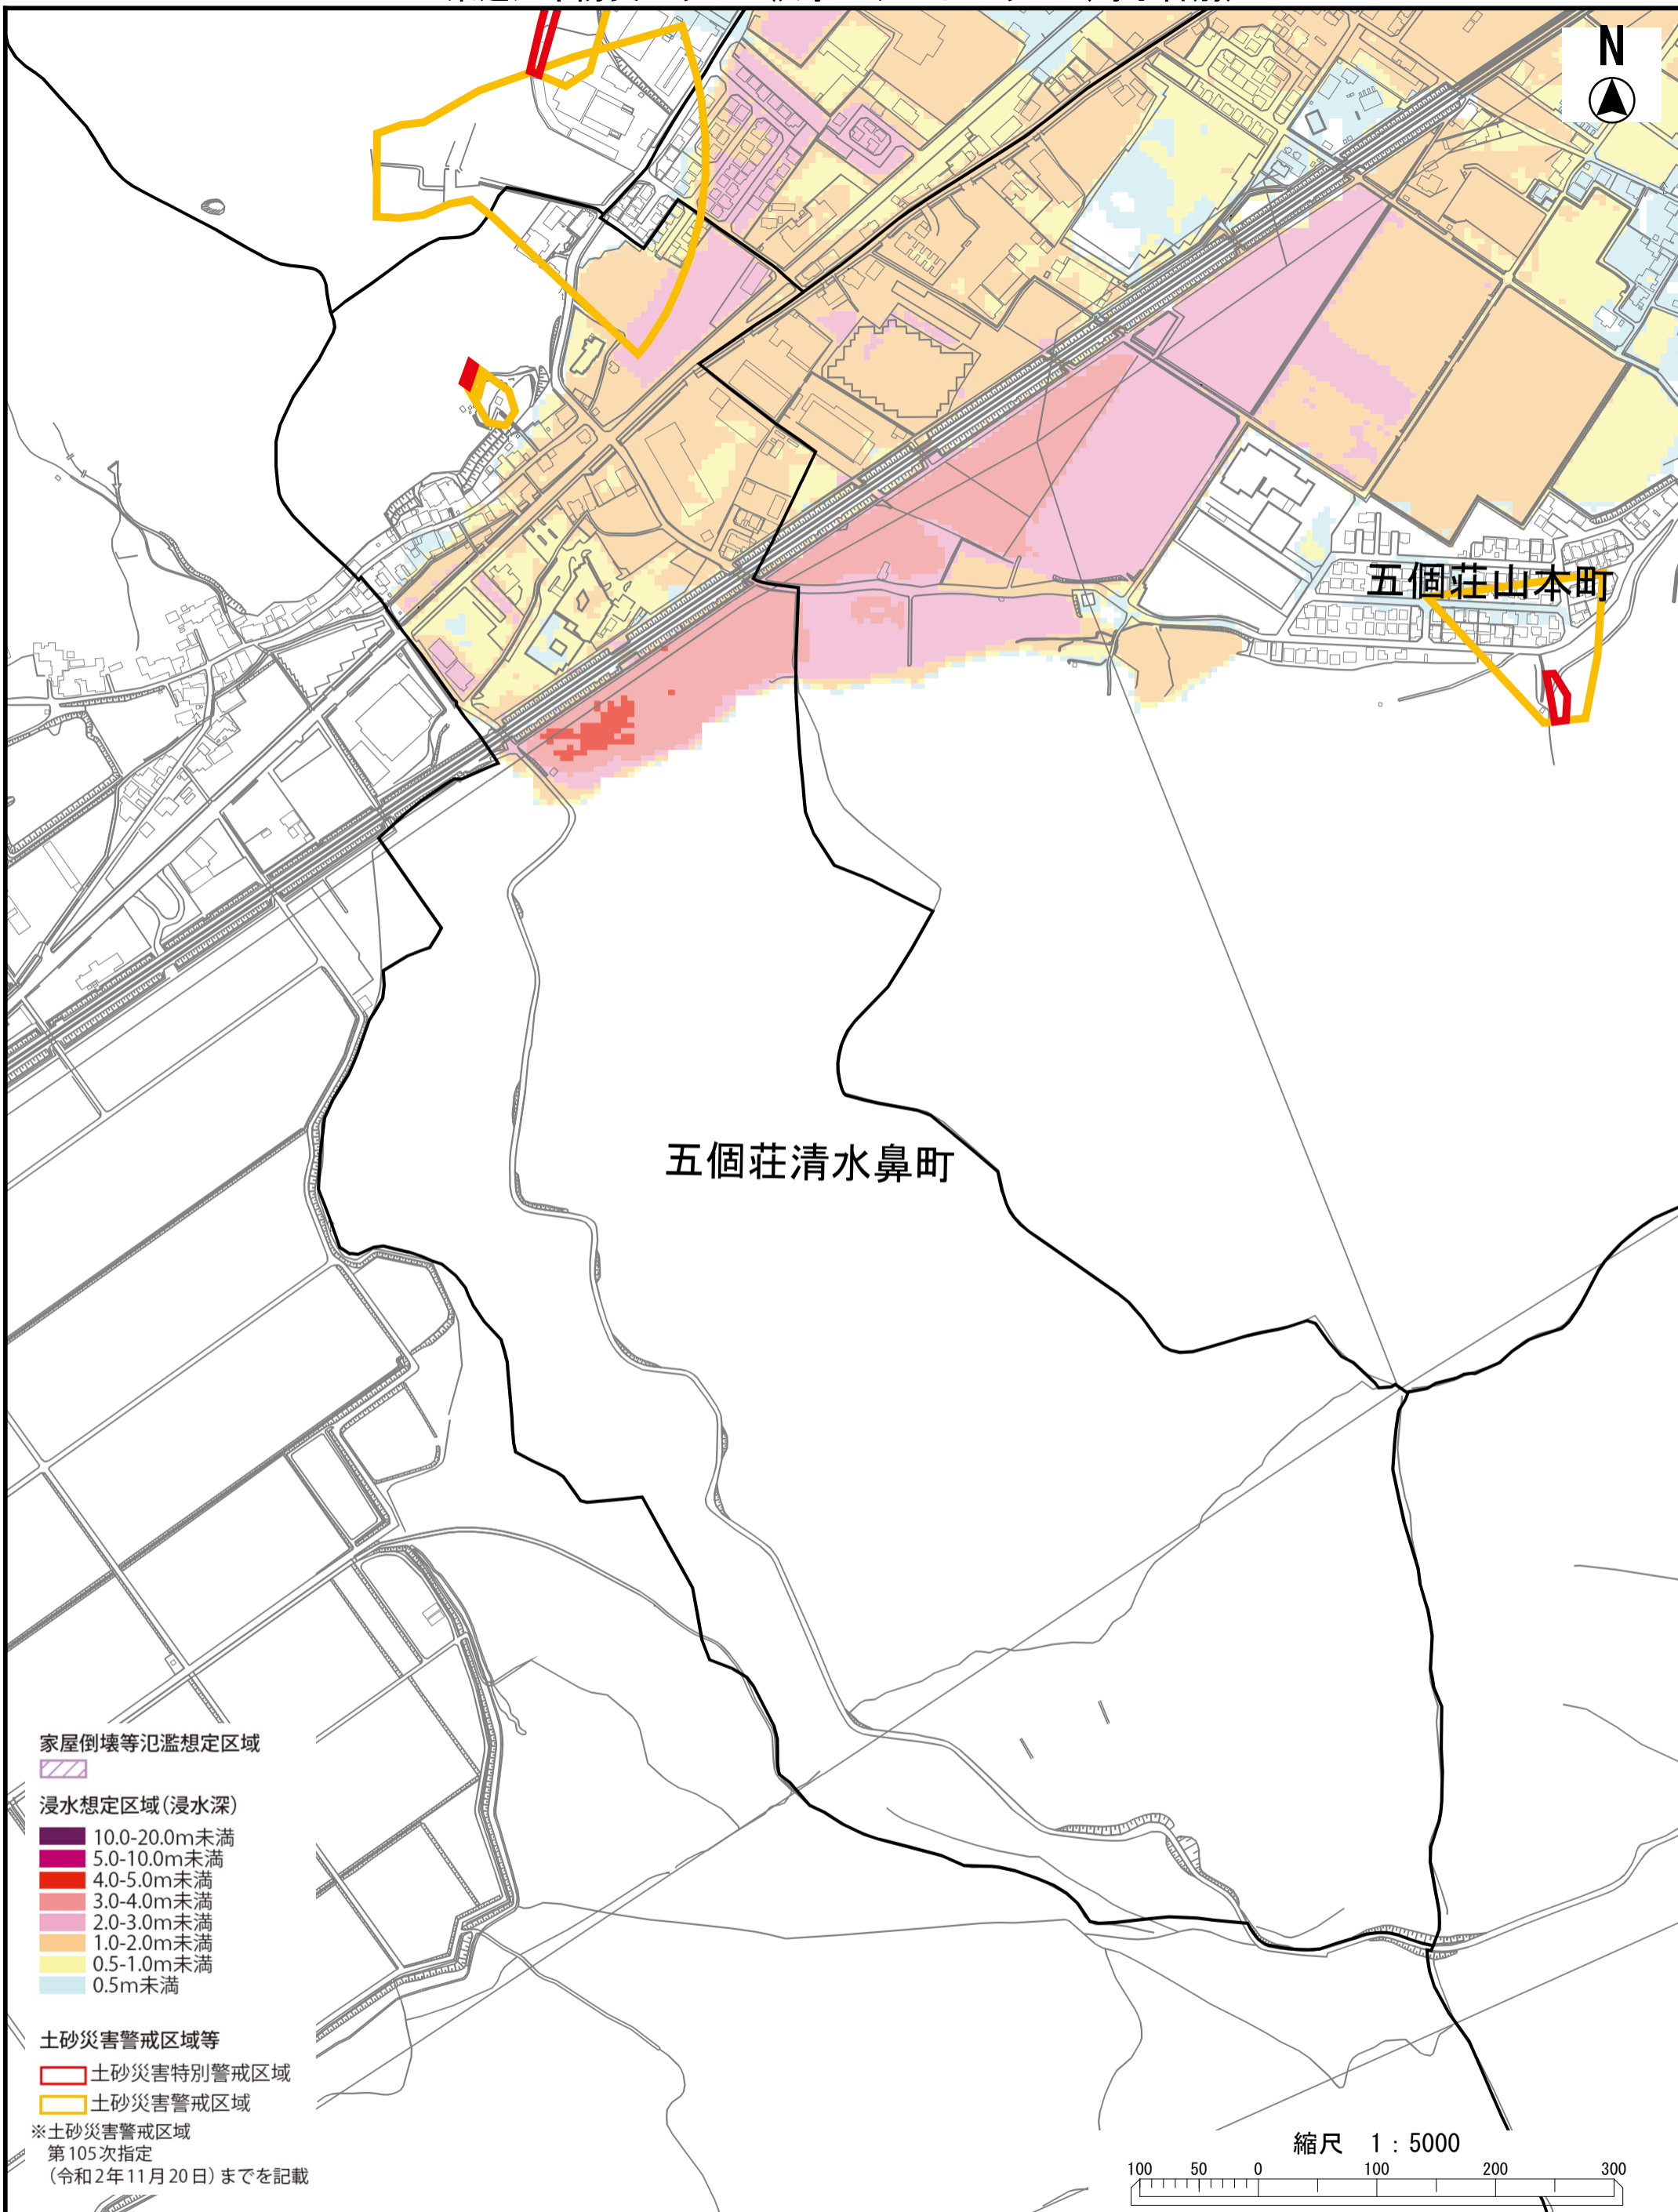 N
五個荘山本町
五個荘清水鼻町
家屋倒壊等氾濫想定区域
浸水想定区域(浸水深)
10.0-20.0m未満
5.0-10.0m未満
4.0-5.0m未満
3.0-4.0m未満
2.0-3.0m未満
1.0-2.0m未満
0.5-1.0m未満
0.5m未満
土砂災害警戒区域等
土砂災害特別警戒区域
土砂災害警戒区域
※土砂災害警戒区域
第105次指定
(令和2年11月20日)までを記載
縮尺 1：5000
100 50 0 100 200 300